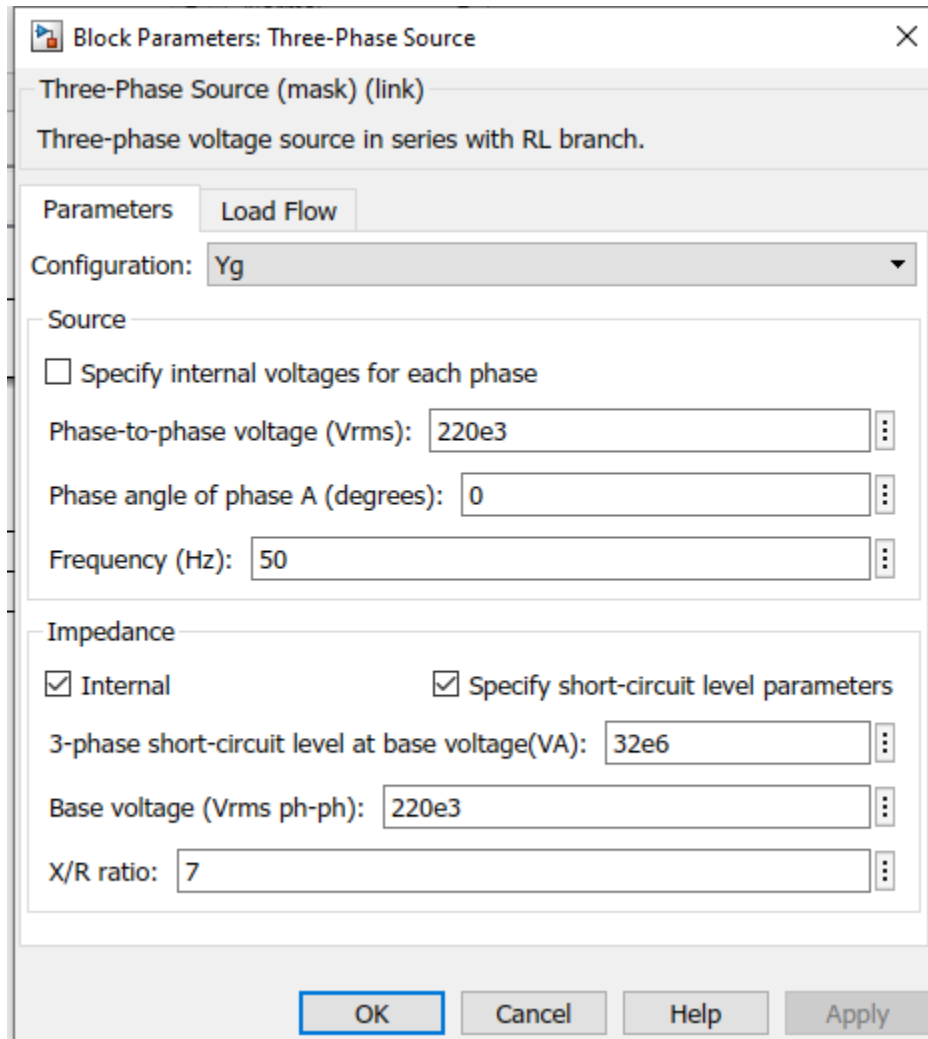 Block Parameters: Three-Phase Source
Three-Phase Source (mask) (link)
Three-phase voltage source in series with RL branch.
Parameters Load Flow
Configuration: Yg
Source
Specify internal voltages for each phase
Phase-to-phase voltage (Vrms): 220e3
Phase angle of phase A (degrees): 0
Frequency (Hz): 50
Impedance
Internal Specify short-circuit level parameters
3-phase short-circuit level at base voltage(VA): 32e6
Base voltage (Vrms ph-ph): 220e3
X/R ratio: 7
OK Cancel Help Apply